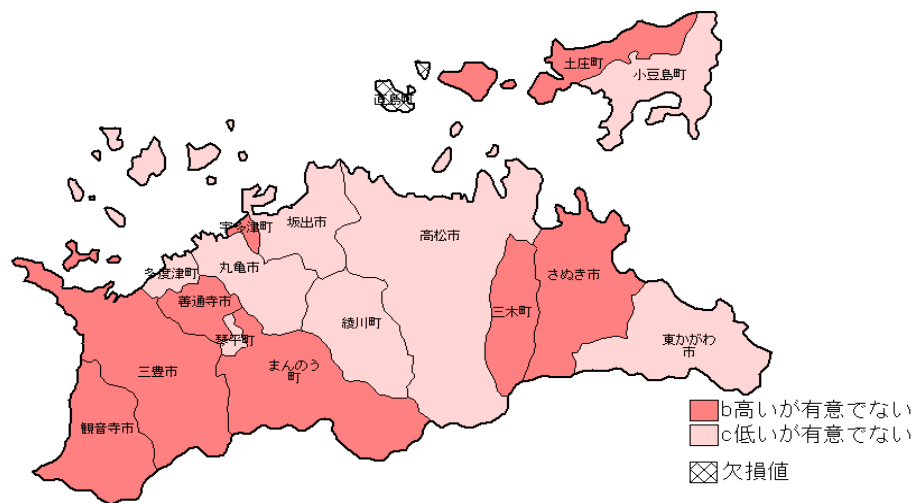 土庄町
小豆島町
直島町
宇多津町
坂出市
高松市
多度津町
丸亀市
さぬき市
善通寺市
三木町
綾川町
琴平町
東かがわ
市
まんのう
町
三豊市
観音寺市
b高いが有意でない
c低いが有意でない
欠損値